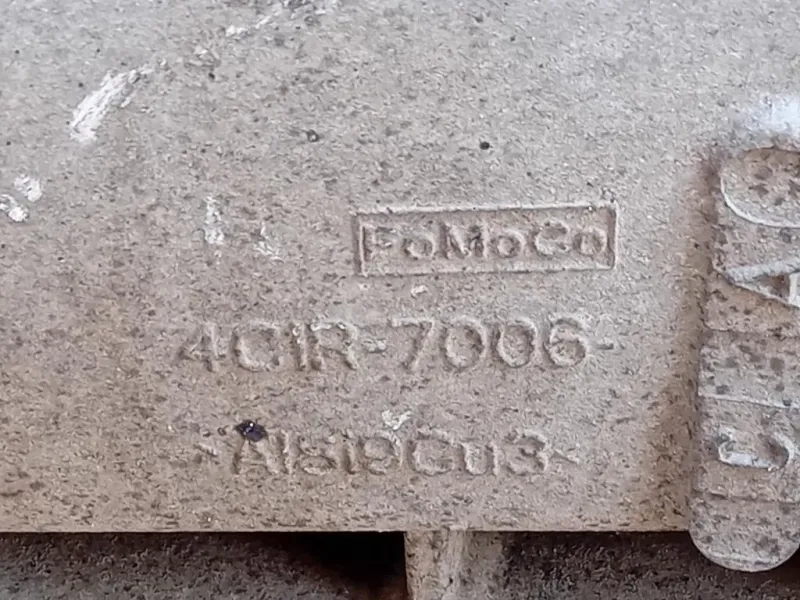 FoMoCo
4C1R-7006-
-AlSi9Cu3-